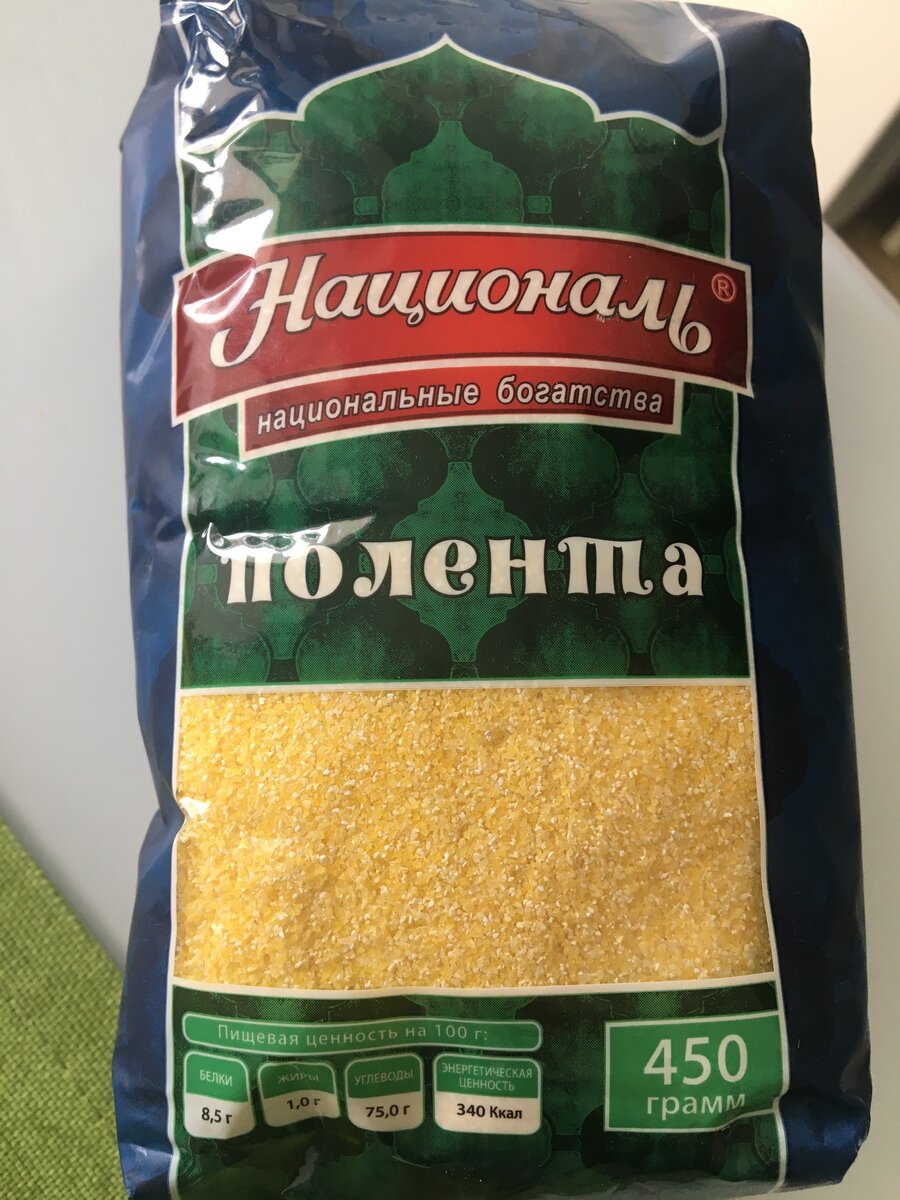 Националь®
национальные богатства
полента
Пищевая ценность на 100 г:
БЕЛКИ
8,5 г
ЖИРЫ
1,0 г
УГЛЕВОДЫ
75,0 г
ЭНЕРГЕТИЧЕСКАЯ
ЦЕННОСТЬ
340 Ккал
450
грамм